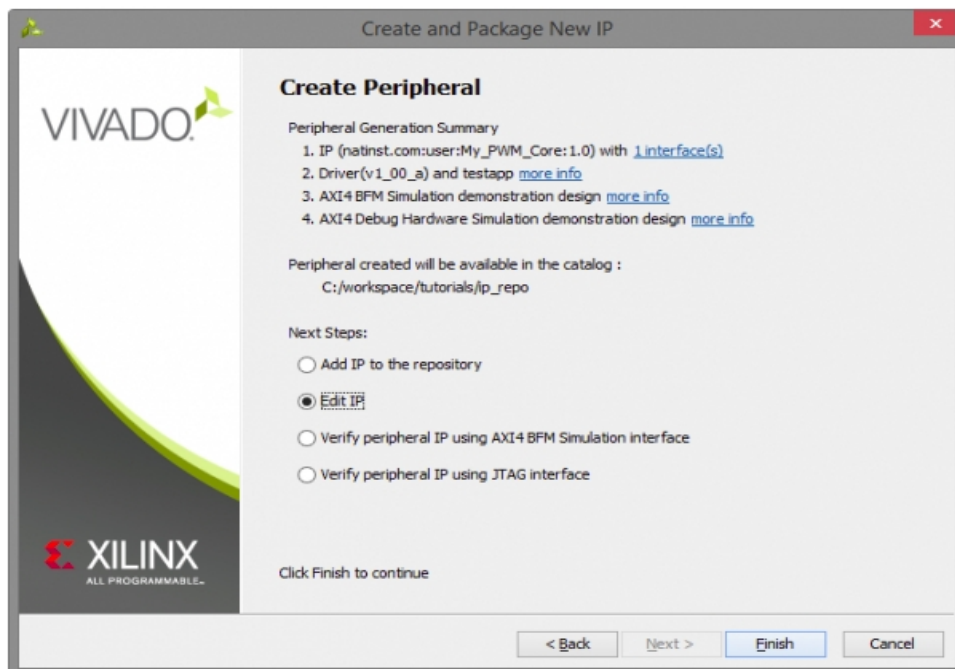 Create and Package New IP
VIVADO.
Create Peripheral
Peripheral Generation Summary
1. IP (natinst.com:user:My_PWM_Core:1.0) with 1 interface(s)
2. Driver(v1_00_a) and testapp more info
3. AXI4 BFM Simulation demonstration design more info
4. AXI4 Debug Hardware Simulation demonstration design more info
Peripheral created will be available in the catalog :
C:/workspace/tutorials/ip_repo
Next Steps:
Add IP to the repository
Edit IP
Verify peripheral IP using AXI4 BFM Simulation interface
Verify peripheral IP using JTAG interface
XILINX
ALL PROGRAMMABLE™
Click Finish to continue
< Back Next > Finish Cancel